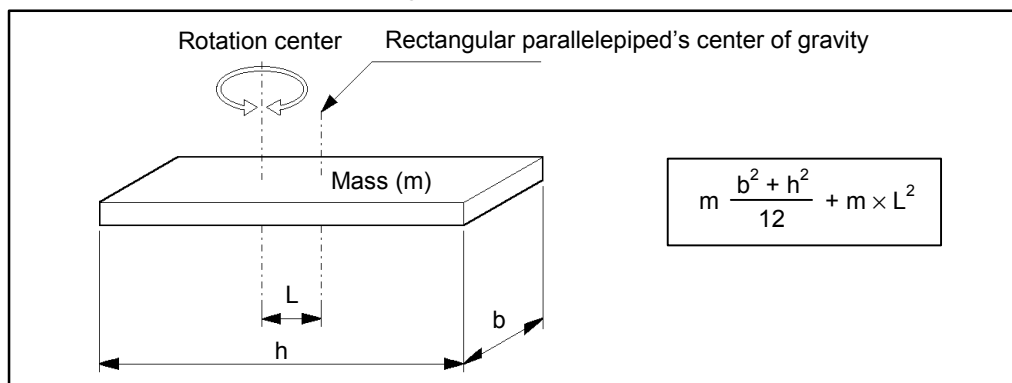 Rotation center
Rectangular parallelepiped's center of gravity
Mass (m)
m (b² + h²)/12 + m × L²
L
b
h